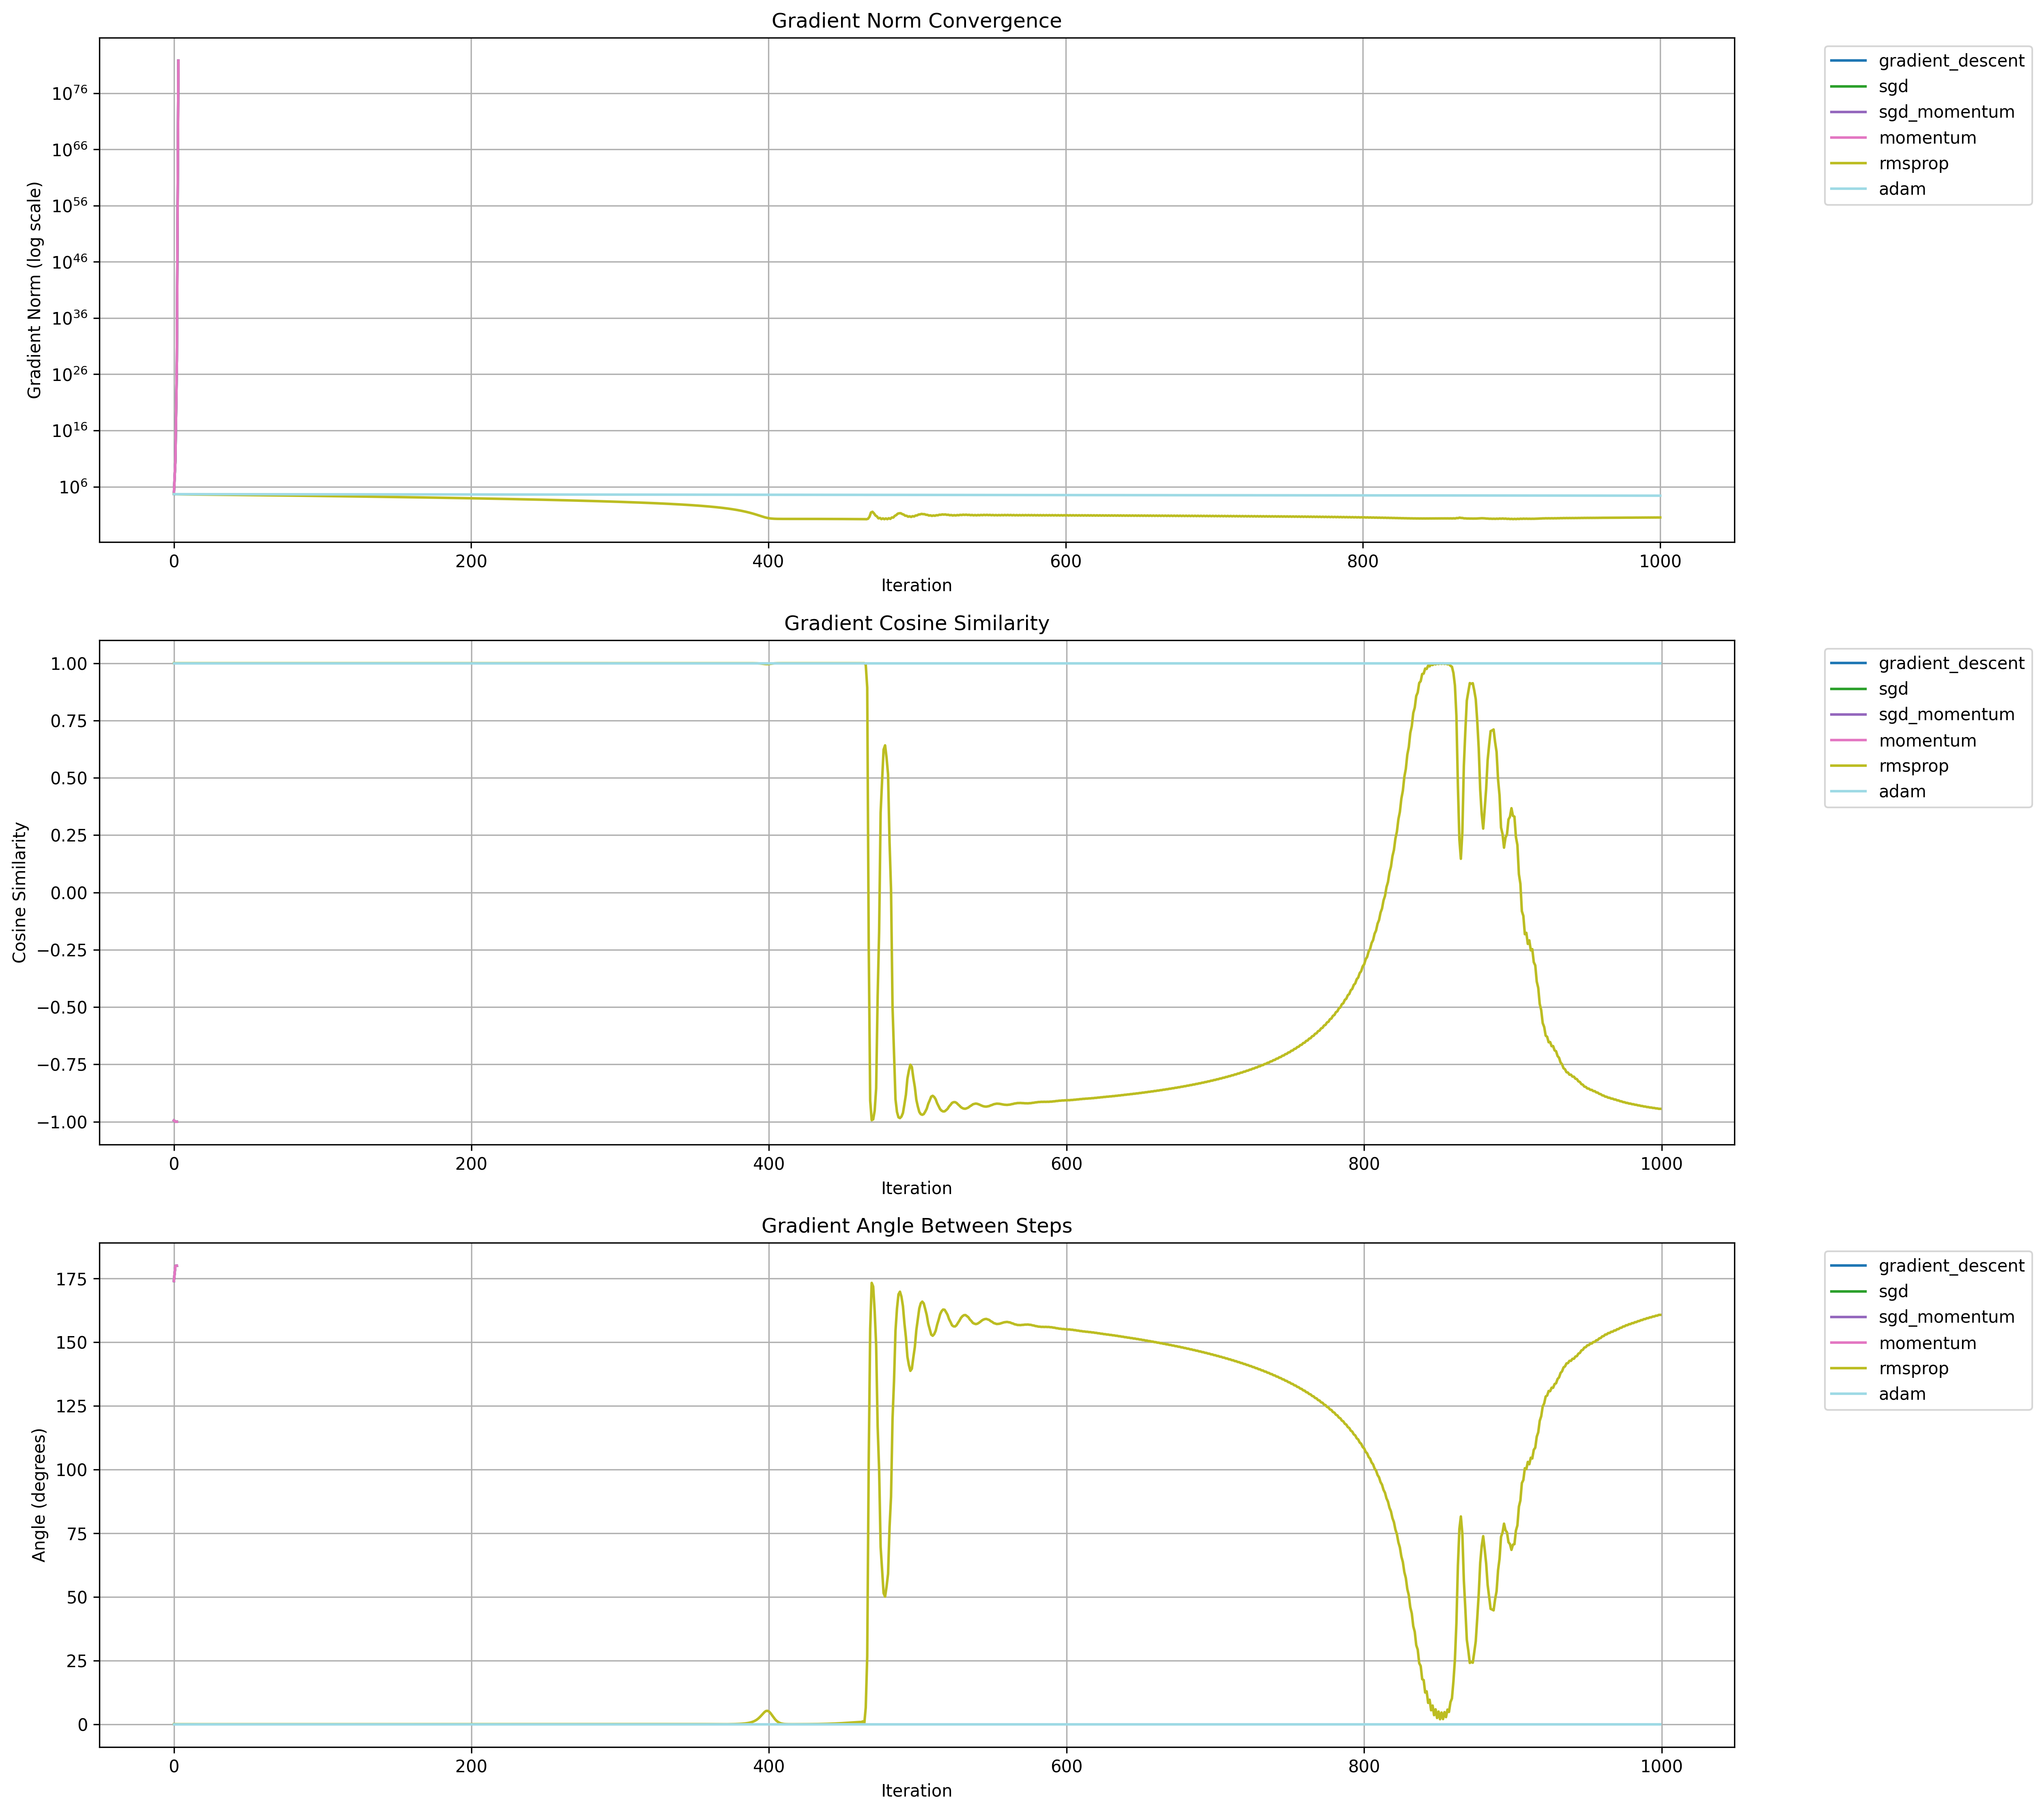 Gradient Norm Convergence
Gradient Norm (log scale)
10^76
10^66
10^56
10^46
10^36
10^26
10^16
10^6
0 200 400 600 800 1000
Iteration
gradient_descent
sgd
sgd_momentum
momentum
rmsprop
adam
Gradient Cosine Similarity
Cosine Similarity
1.00
0.75
0.50
0.25
0.00
−0.25
−0.50
−0.75
−1.00
0 200 400 600 800 1000
Iteration
gradient_descent
sgd
sgd_momentum
momentum
rmsprop
adam
Gradient Angle Between Steps
Angle (degrees)
175
150
125
100
75
50
25
0
0 200 400 600 800 1000
Iteration
gradient_descent
sgd
sgd_momentum
momentum
rmsprop
adam